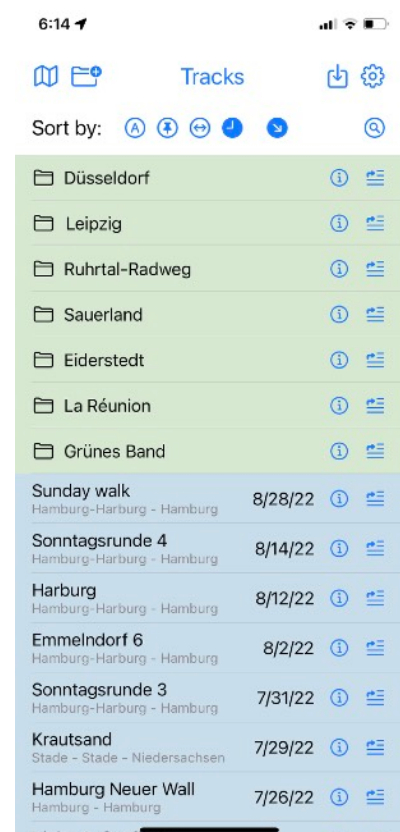 6:14
Tracks
Sort by: A
Düsseldorf
Leipzig
Ruhrtal-Radweg
Sauerland
Eiderstedt
La Réunion
Grünes Band
Sunday walk
8/28/22
Hamburg-Harburg - Hamburg
Sonntagsrunde 4
8/14/22
Hamburg-Harburg - Hamburg
Harburg
8/12/22
Hamburg-Harburg - Hamburg
Emmelndorf 6
8/2/22
Hamburg-Harburg - Hamburg
Sonntagsrunde 3
7/31/22
Hamburg-Harburg - Hamburg
Krautsand
7/29/22
Stade - Stade - Niedersachsen
Hamburg Neuer Wall
7/26/22
Hamburg - Hamburg